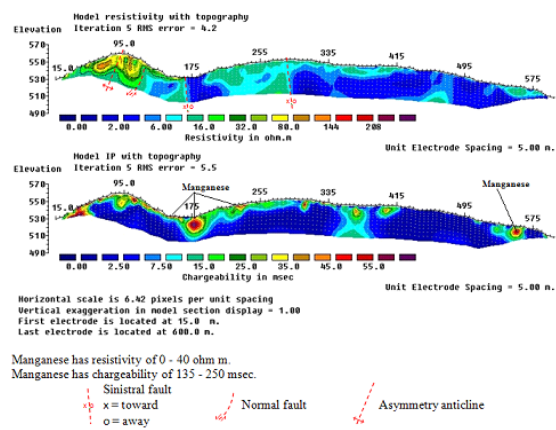 Model resistivity with topography
Elevation Iteration 5 RMS error = 4.2
570
550
530
510
490
15.0 95.0 175 255 335 415 495 575
x o
x o
0.00 2.00 6.00 16.0 32.0 80.0 144 208
Resistivity in ohm.m
Unit Electrode Spacing = 5.00 m.
Model IP with topography
Elevation Iteration 5 RMS error = 5.5
570
550
530
510
490
15.0 95.0 175 255 335 415 495 575
Manganese
Manganese
0.00 2.50 7.50 15.0 25.0 35.0 45.0 55.0
Chargeability in msec
Unit Electrode Spacing = 5.00 m.
Horizontal scale is 6.42 pixels per unit spacing
Vertical exaggeration in model section display = 1.00
First electrode is located at 15.0 m.
Last electrode is located at 600.0 m.
Manganese has resistivity of 0 - 40 ohm m.
Manganese has chargeability of 135 - 250 msec.
Sinistral fault
x o x = toward
o = away
Normal fault
Asymmetry anticline